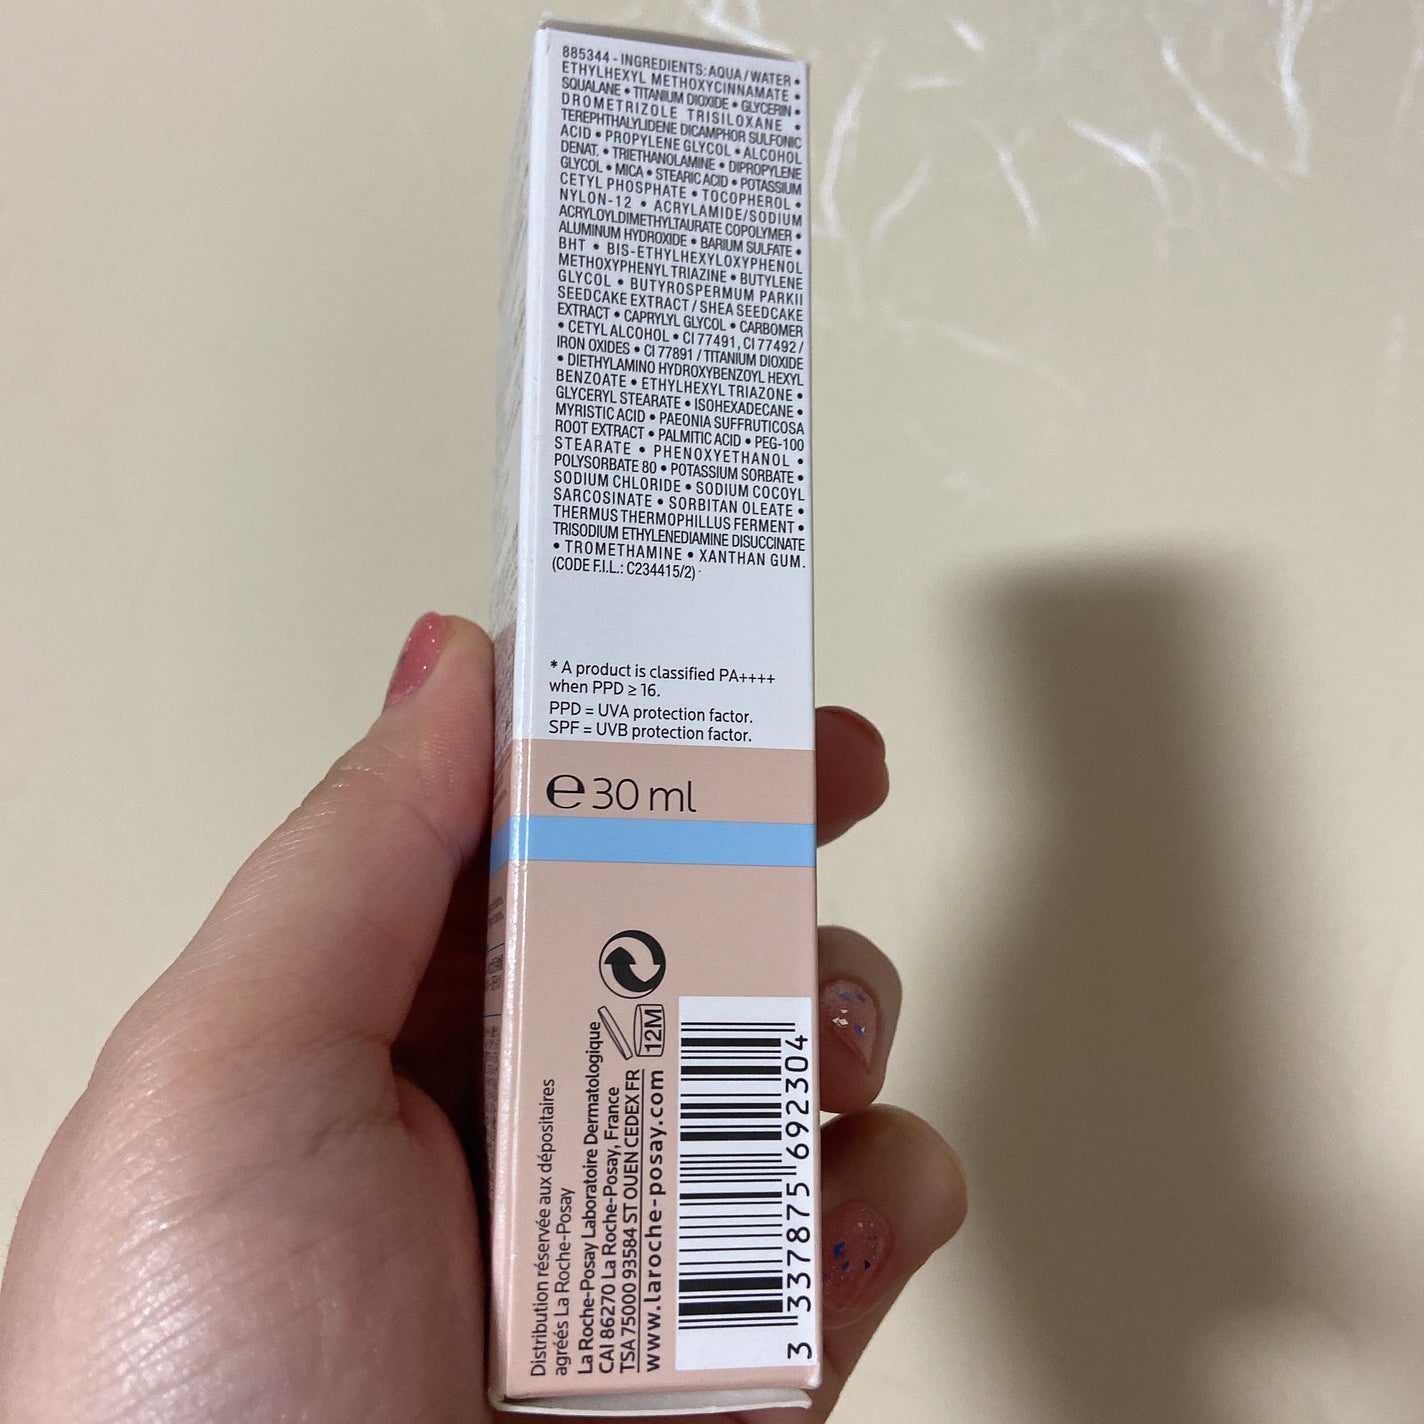 885344 - INGREDIENTS: AQUA / WATER •
ETHYLHEXYL METHOXYCINNAMATE •
SQUALANE • TITANIUM DIOXIDE • GLYCERIN •
DROMETRIZOLE TRISILOXANE •
TEREPHTHALYLIDENE DICAMPHOR SULFONIC
ACID • PROPYLENE GLYCOL • ALCOHOL
DENAT. • TRIETHANOLAMINE • DIPROPYLENE
GLYCOL • MICA • STEARIC ACID • POTASSIUM
CETYL PHOSPHATE • TOCOPHEROL •
NYLON-12 • ACRYLAMIDE/SODIUM
ACRYLOYLDIMETHYLTAURATE COPOLYMER •
ALUMINUM HYDROXIDE • BARIUM SULFATE •
BHT • BIS-ETHYLHEXYLOXYPHENOL
METHOXYPHENYL TRIAZINE • BUTYLENE
GLYCOL • BUTYROSPERMUM PARKII
SEEDCAKE EXTRACT / SHEA SEEDCAKE
EXTRACT • CAPRYLYL GLYCOL • CARBOMER
• CETYL ALCOHOL • CI 77491, CI 77492 /
IRON OXIDES • CI 77891 / TITANIUM DIOXIDE
• DIETHYLAMINO HYDROXYBENZOYL HEXYL
BENZOATE • ETHYLHEXYL TRIAZONE •
GLYCERYL STEARATE • ISOHEXADECANE •
MYRISTIC ACID • PAEONIA SUFFRUTICOSA
ROOT EXTRACT • PALMITIC ACID • PEG-100
STEARATE • PHENOXYETHANOL •
POLYSORBATE 80 • POTASSIUM SORBATE •
SODIUM CHLORIDE • SODIUM COCOYL
SARCOSINATE • SORBITAN OLEATE •
THERMUS THERMOPHILLUS FERMENT •
TRISODIUM ETHYLENEDIAMINE DISUCCINATE
• TROMETHAMINE • XANTHAN GUM.
(CODE F.I.L.: C234415/2)
* A product is classified PA++++
when PPD ≥ 16.
PPD = UVA protection factor.
SPF = UVB protection factor.
e 30 ml
12M
Distribution réservée aux dépositaires
agréés La Roche-Posay
La Roche-Posay Laboratoire Dermatologique
CAI 86270 La Roche-Posay, France
TSA 75000 93584 ST OUEN CEDEX FR
www.laroche-posay.com
3 337875 692304